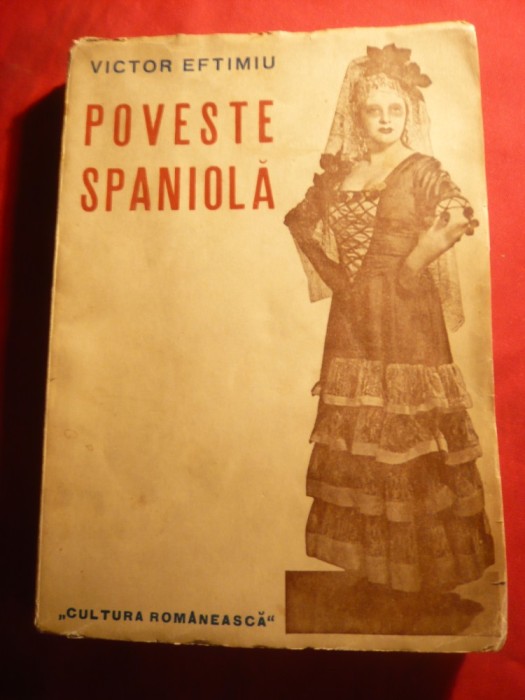 VICTOR EFTIMIU
POVESTE
SPANIOLĂ
„CULTURA ROMÂNEASCĂ“